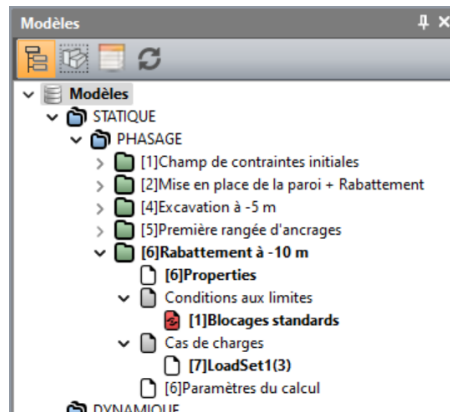 Modèles
Modèles
STATIQUE
PHASAGE
[1]Champ de contraintes initiales
[2]Mise en place de la paroi + Rabattement
[4]Excavation à -5 m
[5]Première rangée d'ancrages
[6]Rabattement à -10 m
[6]Properties
Conditions aux limites
[1]Blocages standards
Cas de charges
[7]LoadSet1(3)
[6]Paramètres du calcul
DYNAMIQUE